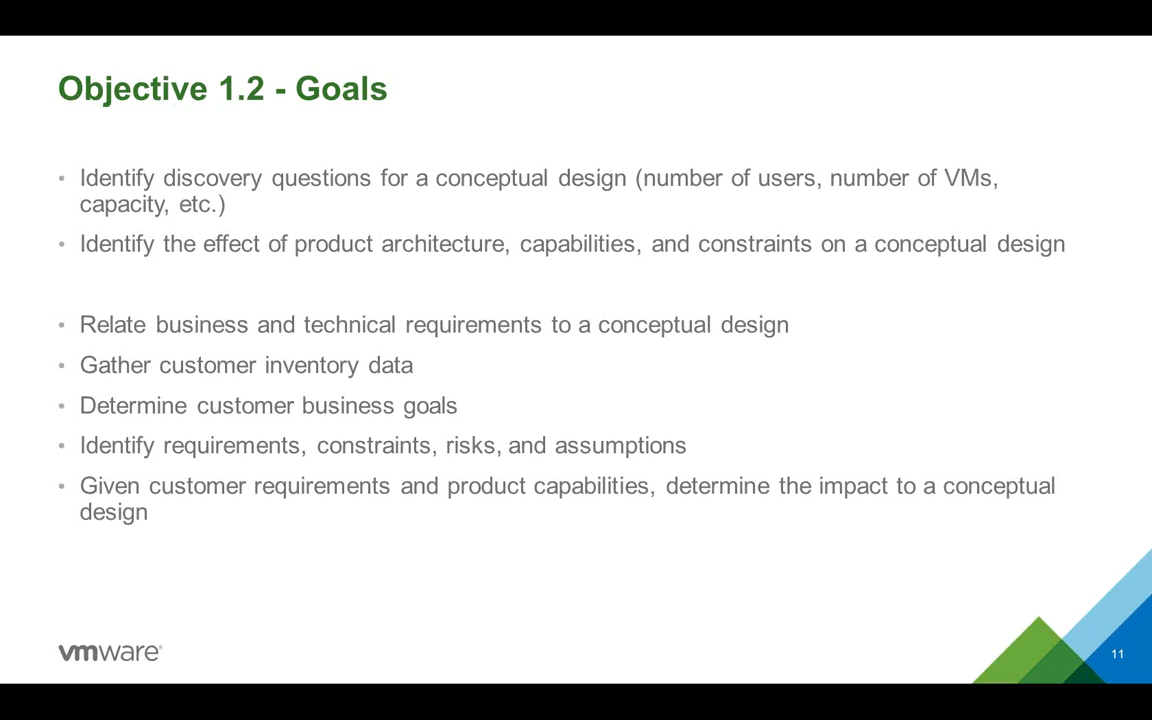 Objective 1.2 - Goals
• Identify discovery questions for a conceptual design (number of users, number of VMs,
capacity, etc.)
• Identify the effect of product architecture, capabilities, and constraints on a conceptual design
• Relate business and technical requirements to a conceptual design
• Gather customer inventory data
• Determine customer business goals
• Identify requirements, constraints, risks, and assumptions
• Given customer requirements and product capabilities, determine the impact to a conceptual
design
vmware®
11